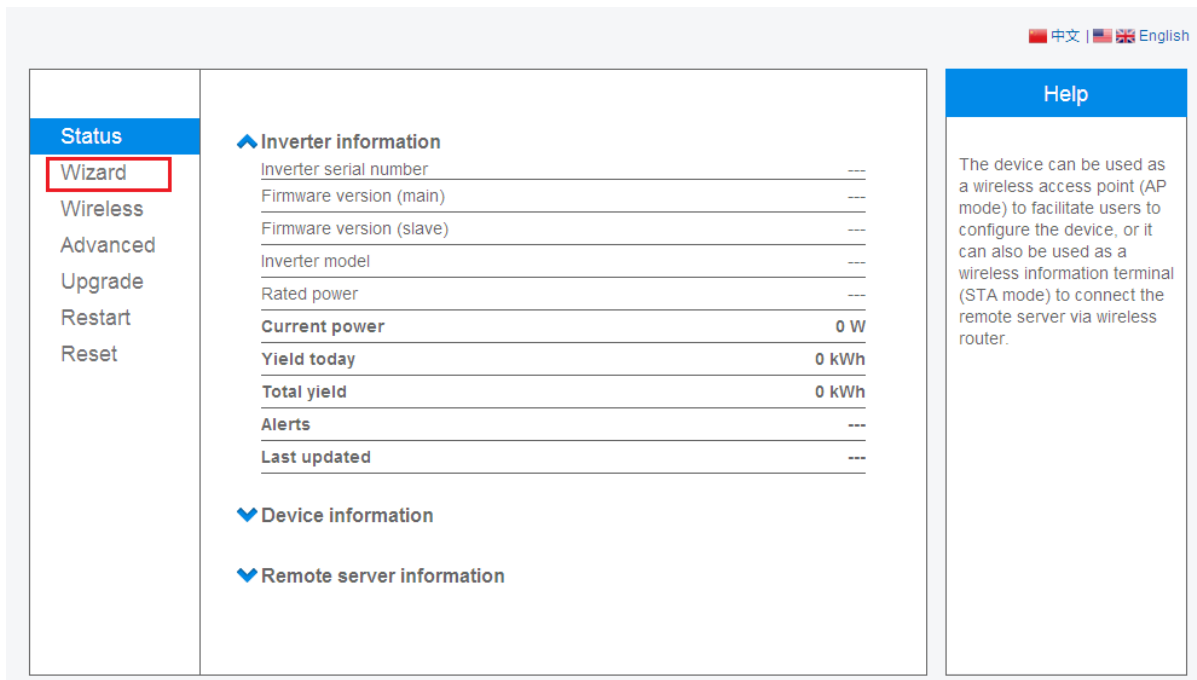 中文 | English
Status
Wizard
Wireless
Advanced
Upgrade
Restart
Reset
Inverter information
Inverter serial number ---
Firmware version (main) ---
Firmware version (slave) ---
Inverter model ---
Rated power ---
Current power 0 W
Yield today 0 kWh
Total yield 0 kWh
Alerts ---
Last updated ---
Device information
Remote server information
Help
The device can be used as
a wireless access point (AP
mode) to facilitate users to
configure the device, or it
can also be used as a
wireless information terminal
(STA mode) to connect the
remote server via wireless
router.